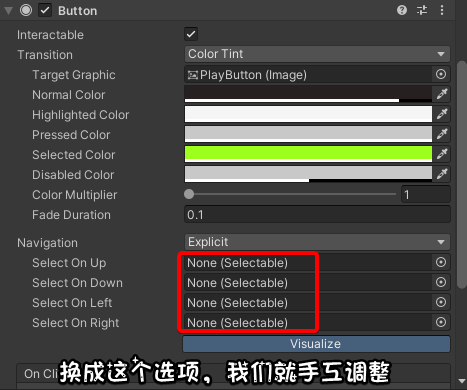 Button
Interactable
Transition Color Tint
Target Graphic PlayButton (Image)
Normal Color
Highlighted Color
Pressed Color
Selected Color
Disabled Color
Color Multiplier 1
Fade Duration 0.1
Navigation Explicit
Select On Up None (Selectable)
Select On Down None (Selectable)
Select On Left None (Selectable)
Select On Right None (Selectable)
Visualize
On Cl
换成这个选项，我们就手互调整